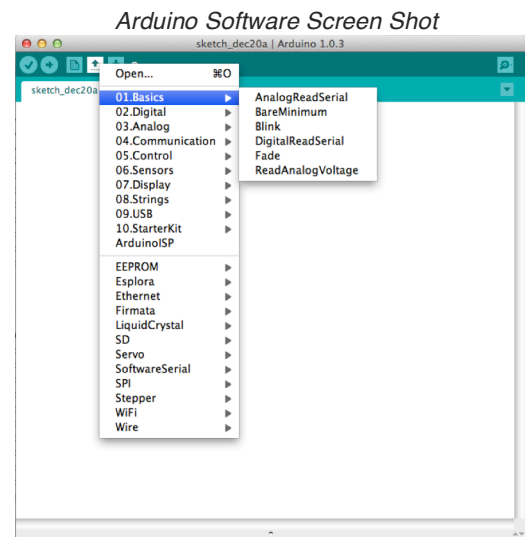 Arduino Software Screen Shot
sketch_dec20a | Arduino 1.0.3
sketch_dec20a
Open... ⌘O
01.Basics
02.Digital
03.Analog
04.Communication
05.Control
06.Sensors
07.Display
08.Strings
09.USB
10.StarterKit
ArduinoISP
EEPROM
Esplora
Ethernet
Firmata
LiquidCrystal
SD
Servo
SoftwareSerial
SPI
Stepper
WiFi
Wire
AnalogReadSerial
BareMinimum
Blink
DigitalReadSerial
Fade
ReadAnalogVoltage